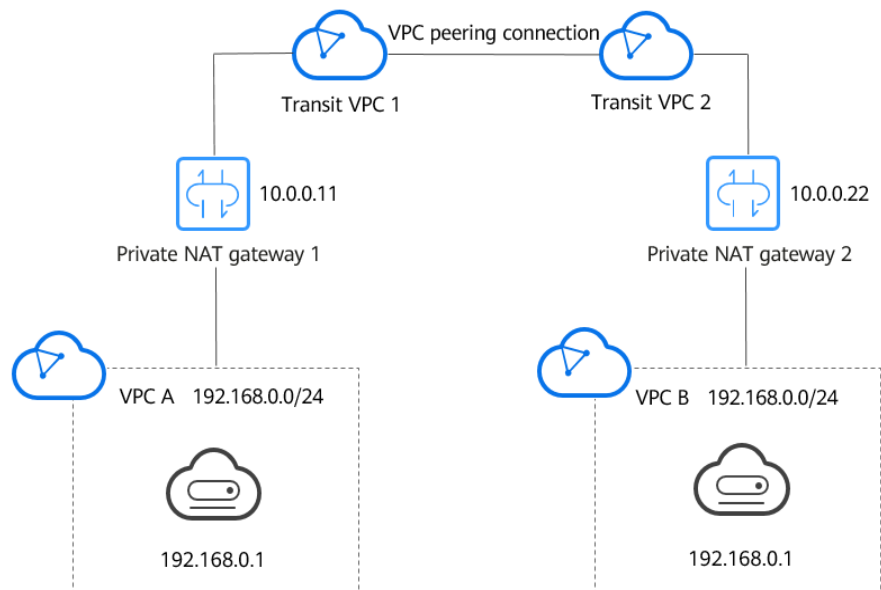 VPC peering connection
Transit VPC 1
Transit VPC 2
10.0.0.11
10.0.0.22
Private NAT gateway 1
Private NAT gateway 2
VPC A 192.168.0.0/24
VPC B 192.168.0.0/24
192.168.0.1
192.168.0.1